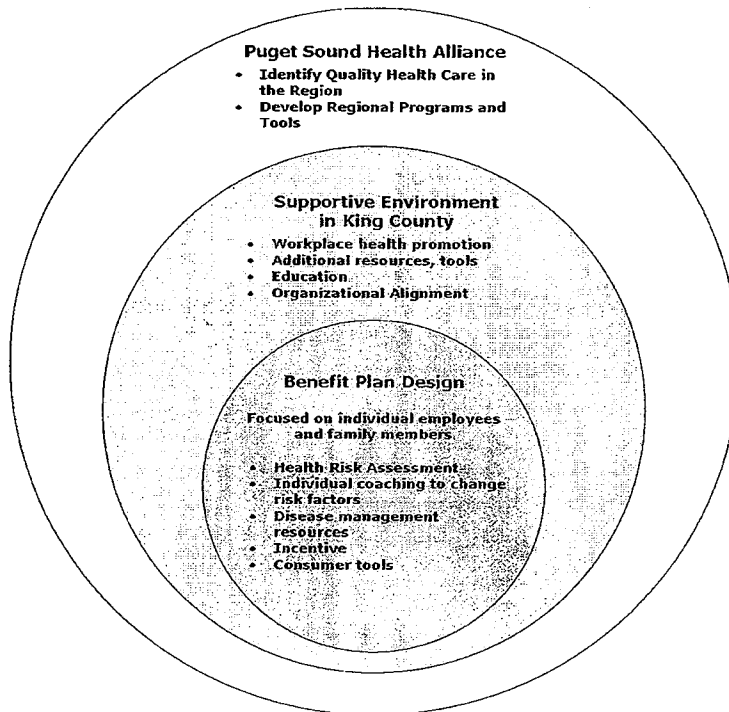 Puget Sound Health Alliance
• Identify Quality Health Care in
the Region
• Develop Regional Programs and
Tools
Supportive Environment
in King County
• Workplace health promotion
• Additional resources, tools
• Education
• Organizational Alignment
Benefit Plan Design
Focused on individual employees
and family members
• Health Risk Assessment
• Individual coaching to change
risk factors
• Disease management
resources
• Incentive
• Consumer tools